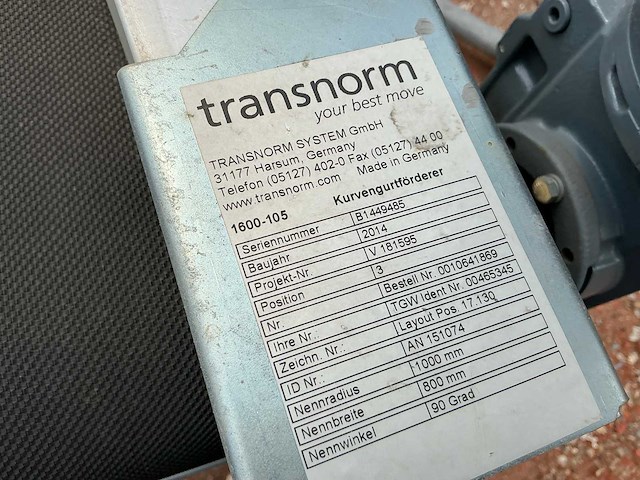 transnorm
your best move
TRANSNORM SYSTEM GmbH
31177 Harsum, Germany
Telefon (05127) 402-0 Fax (05127) 44 00
www.transnorm.com Made in Germany
1600-105 Kurvengurtförderer
Seriennummer B1449485
Baujahr 2014
Projekt-Nr. V 181595
Position 3
Nr. Bestell Nr. 0010641869
Ihre Nr.: TGW Ident Nr. 00465345
Zeichn. Nr.: Layout Pos. 17.130
ID Nr.: AN 151074
Nennradius 1000 mm
Nennbreite 800 mm
Nennwinkel 90 Grad